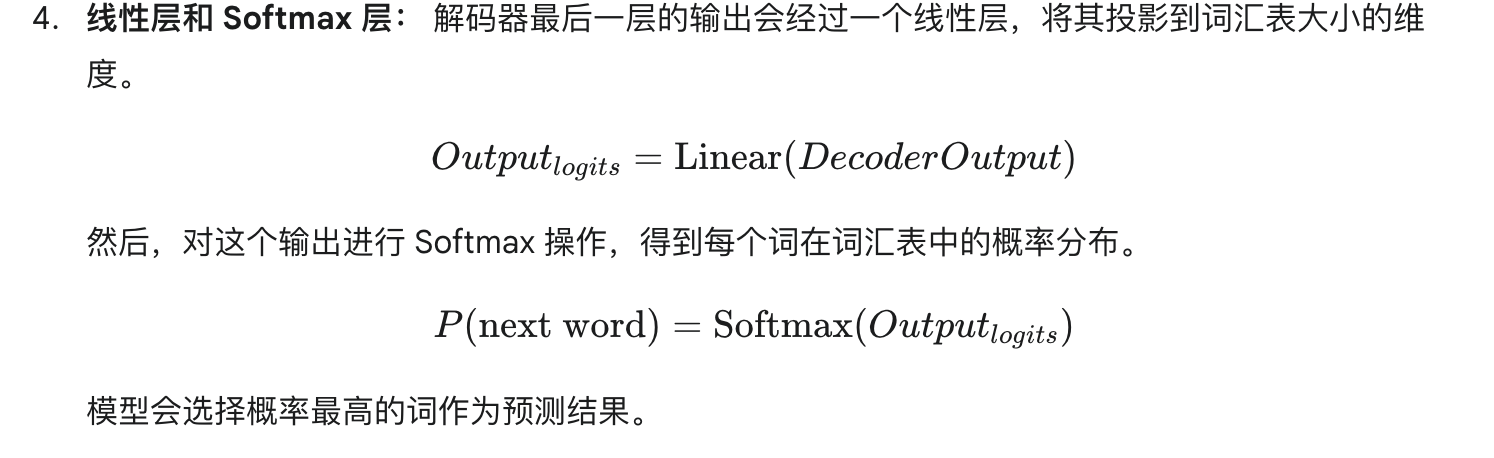 4. 线性层和 Softmax 层： 解码器最后一层的输出会经过一个线性层，将其投影到词汇表大小的维
度。
Output_{logits} = Linear(DecoderOutput)
然后，对这个输出进行 Softmax 操作，得到每个词在词汇表中的概率分布。
P(next word) = Softmax(Output_{logits})
模型会选择概率最高的词作为预测结果。